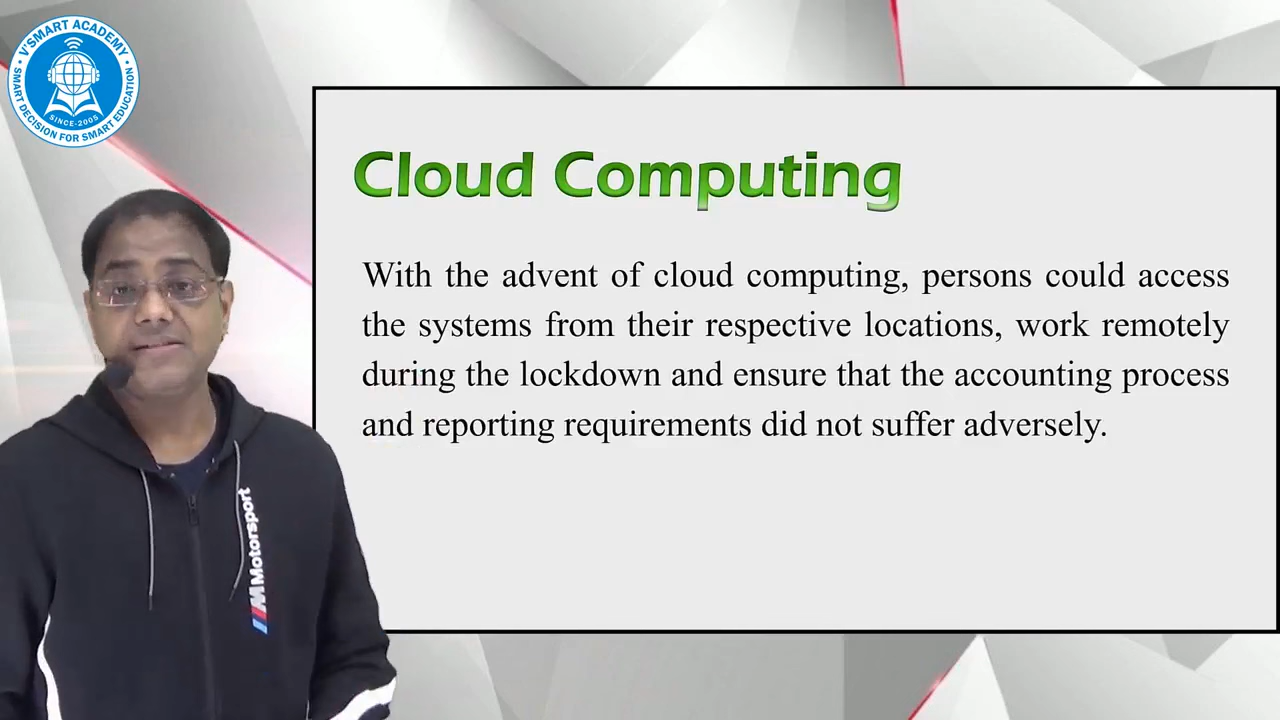 V'SMART ACADEMY
SMART DECISION FOR SMART EDUCATION
SINCE-2005
Cloud Computing
With the advent of cloud computing, persons could access
the systems from their respective locations, work remotely
during the lockdown and ensure that the accounting process
and reporting requirements did not suffer adversely.
M Motorsport